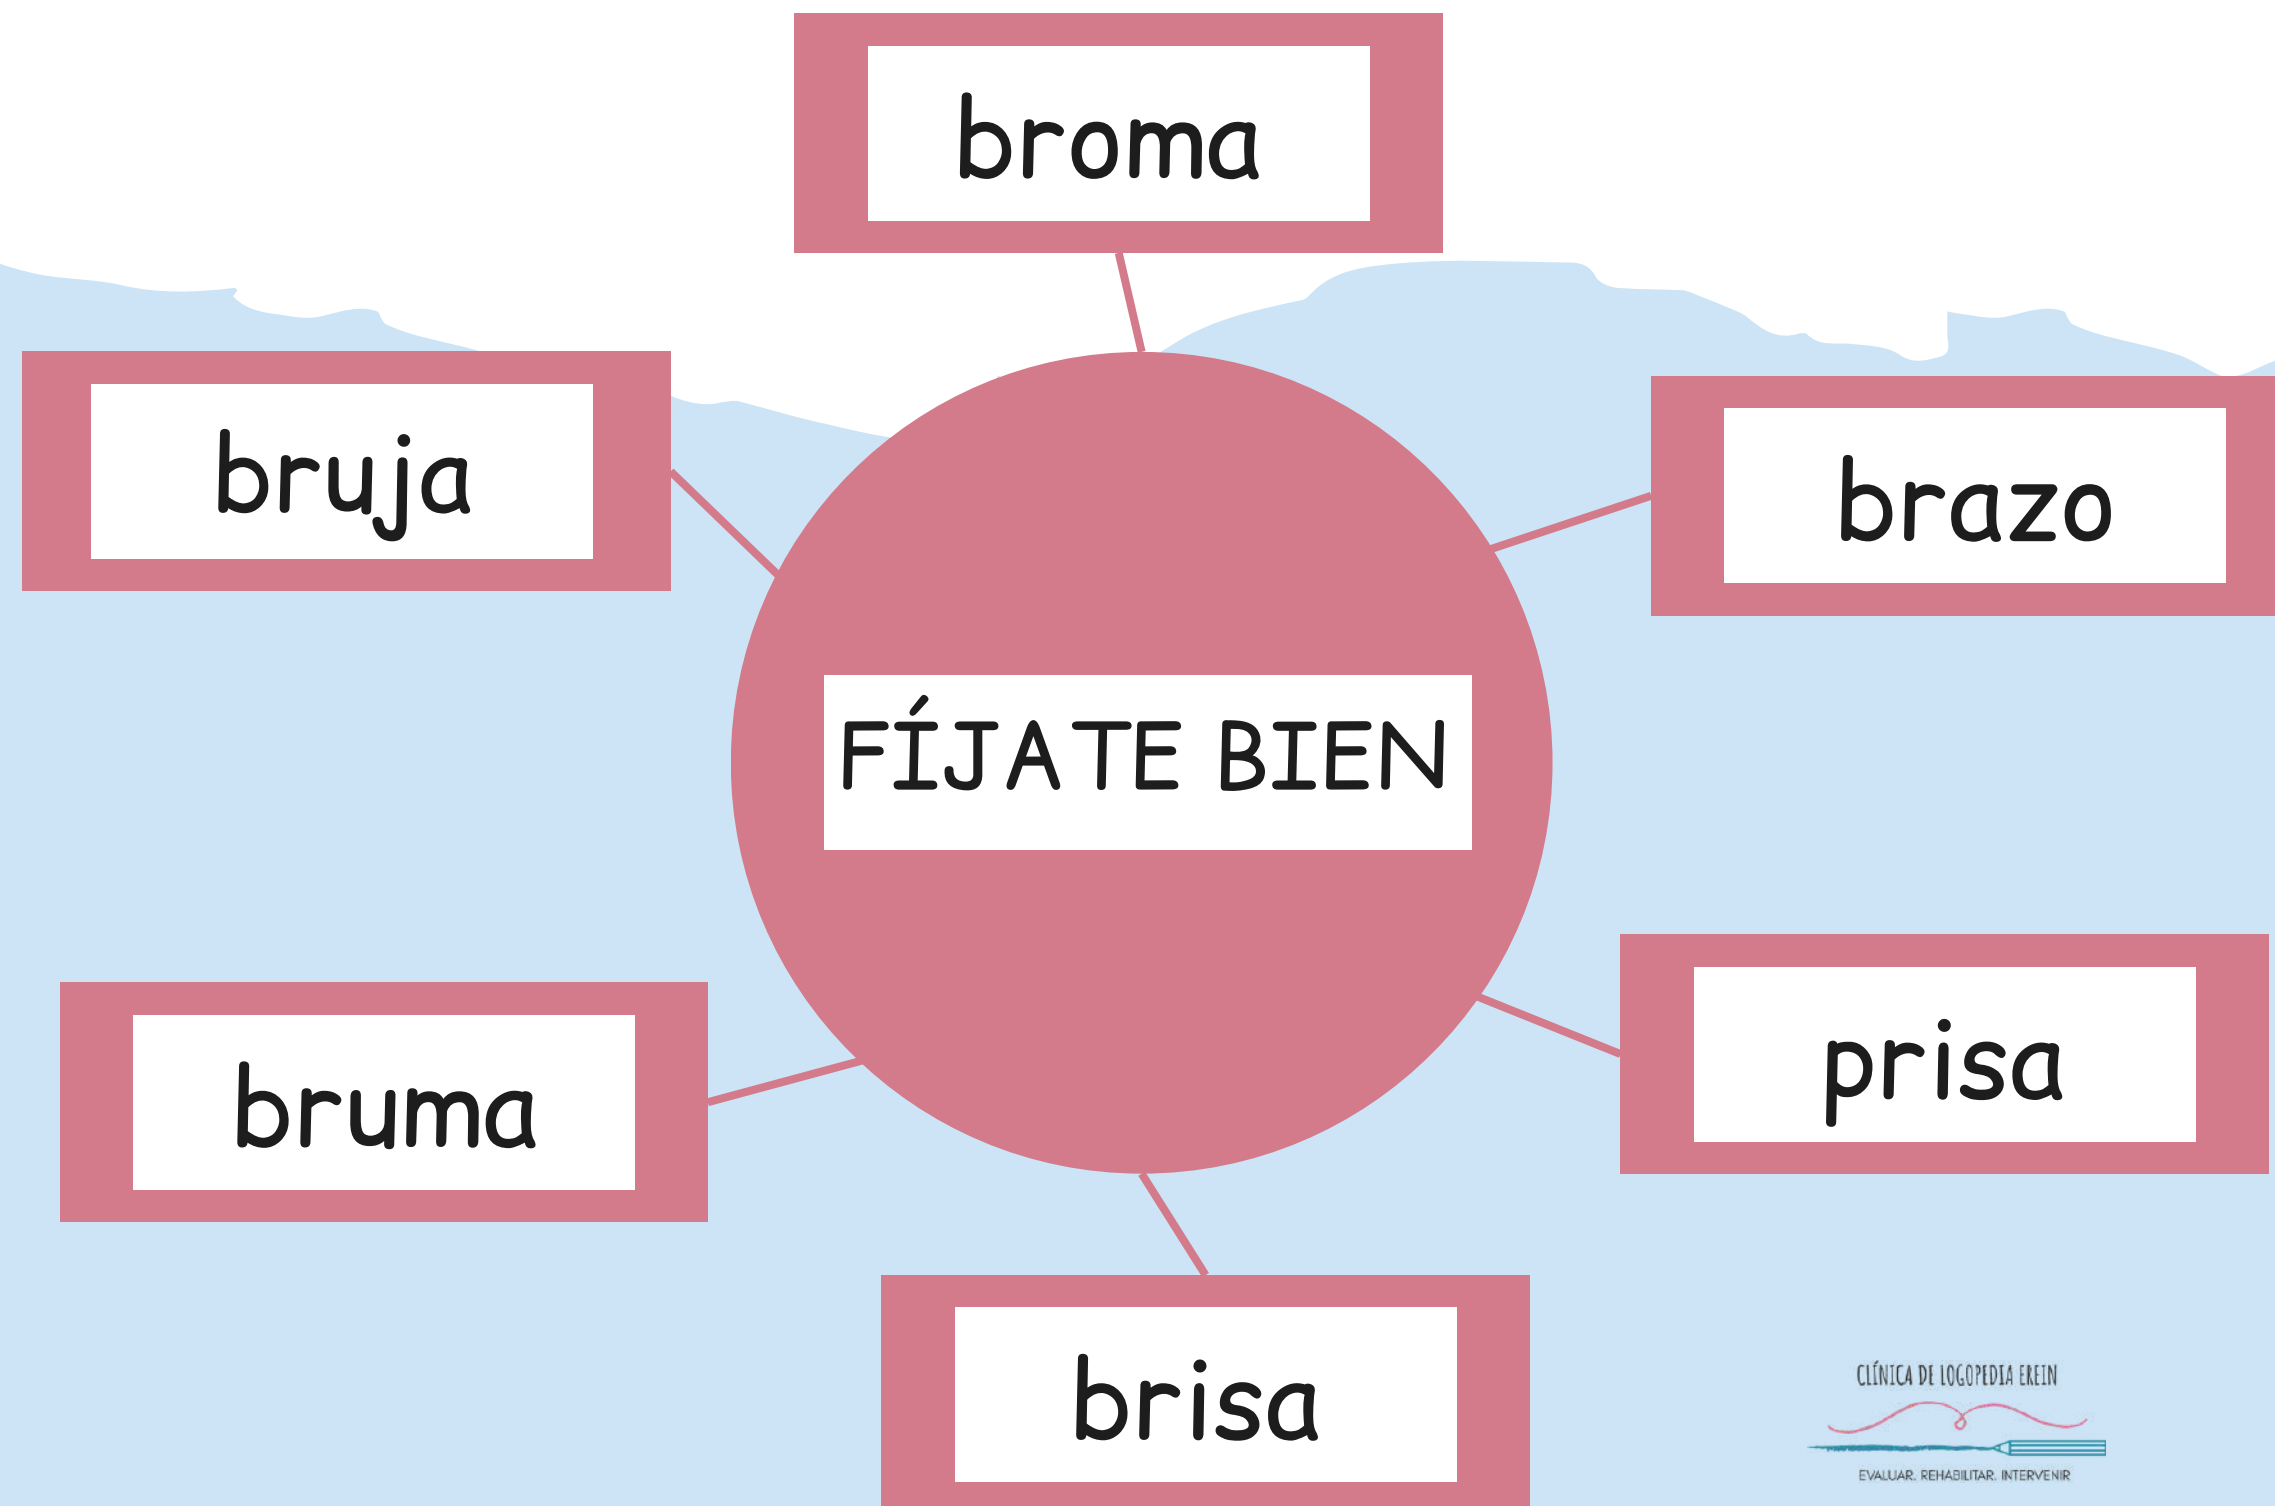 broma
bruja
brazo
FÍJATE BIEN
bruma
prisa
brisa
CLÍNICA DE LOGOPEDIA EREIN
EVALUAR. REHABILITAR. INTERVENIR